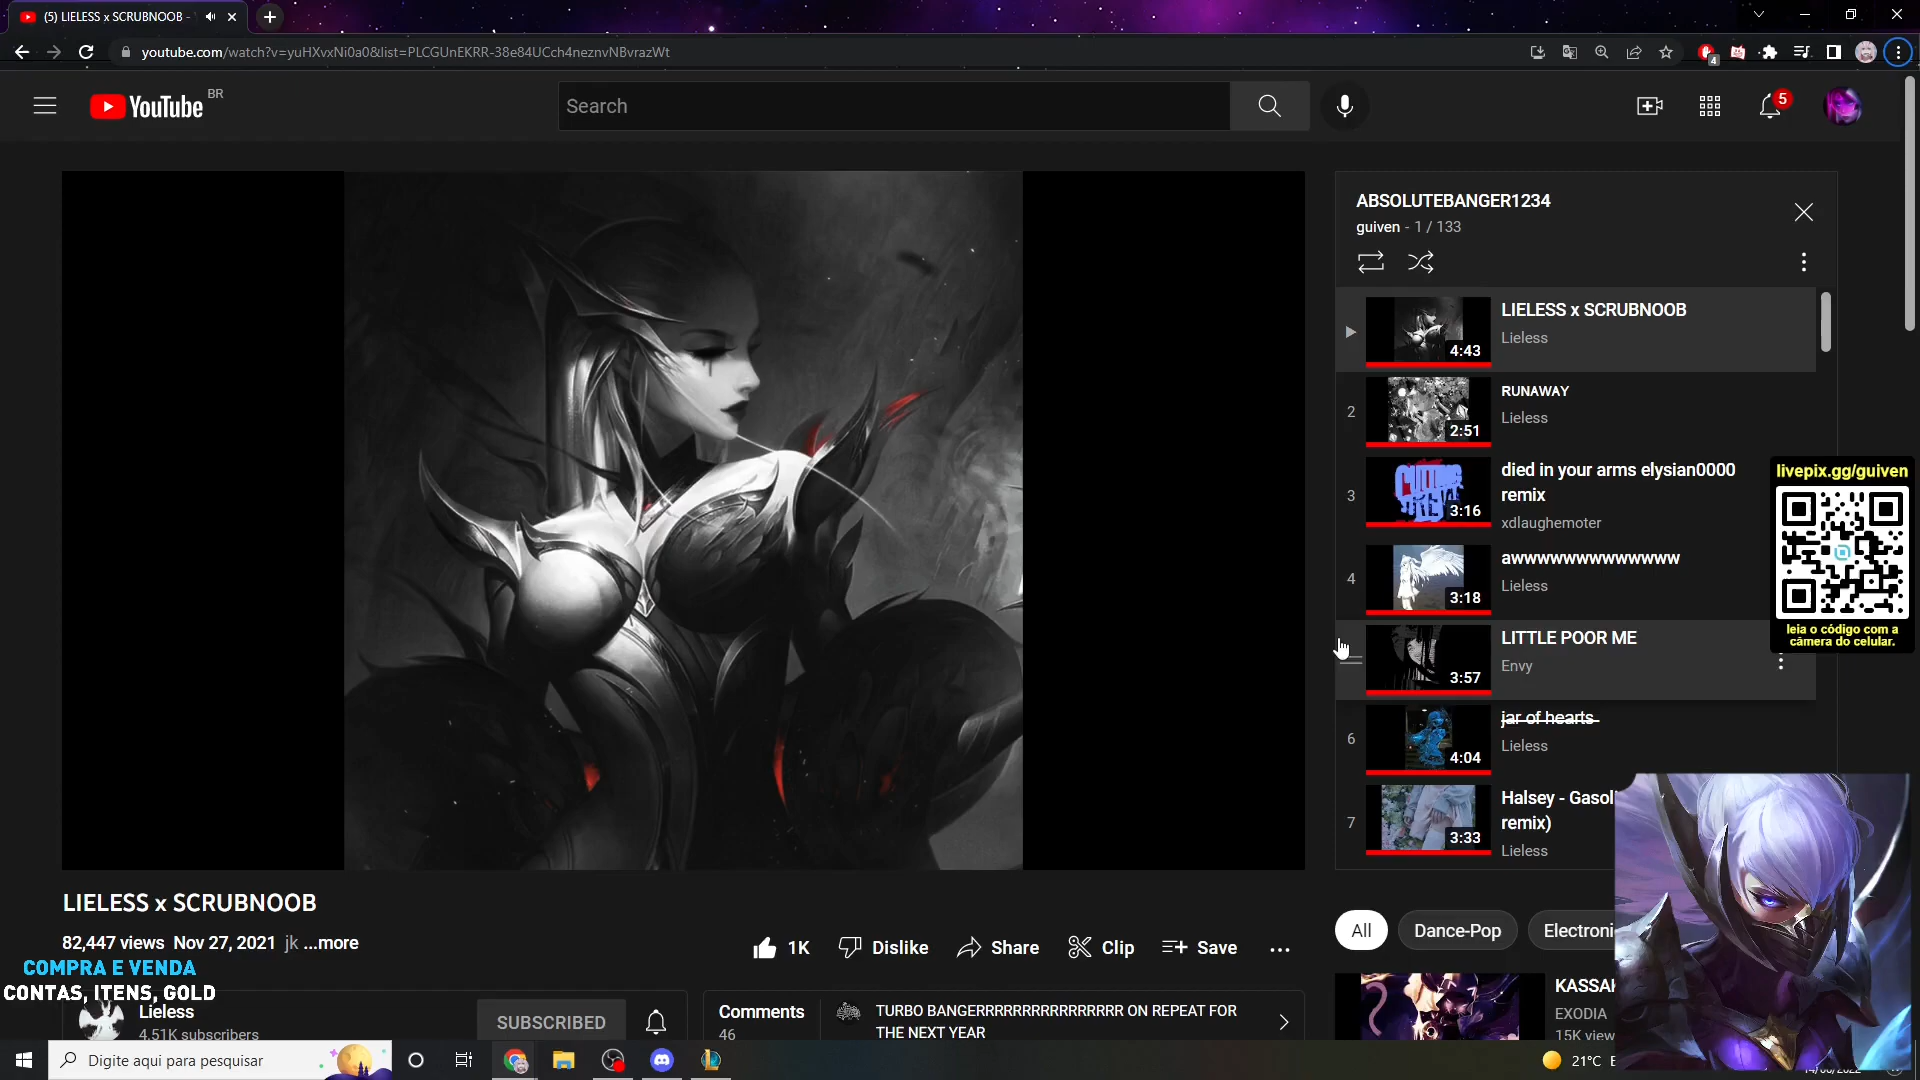 (5) LIELESS x SCRUBNOOB -
youtube.com/watch?v=yuHXvxNi0a0&list=PLCGUnEKRR-38e84UCch4neznvNBvrazWt
4
YouTube BR
Search
5
ABSOLUTEBANGER1234
guiven - 1 / 133
LIELESS x SCRUBNOOB
Lieless
4:43
2
RUNAWAY
Lieless
2:51
3
died in your arms elysian0000
remix
xdlaughemoter
3:16
4
awwwwwwwwwwwww
Lieless
3:18
LITTLE POOR ME
Envy
3:57
6
jar of hearts
Lieless
4:04
7
Halsey - Gasoli
remix)
Lieless
3:33
livepix.gg/guiven
leia o código com a
câmera do celular.
LIELESS x SCRUBNOOB
82,447 views Nov 27, 2021 jk ...more
1K Dislike Share Clip Save
COMPRA E VENDA
CONTAS, ITENS, GOLD
Lieless
4.51K subscribers
SUBSCRIBED
Comments
46
TURBO BANGERRRRRRRRRRRRRRRR ON REPEAT FOR
THE NEXT YEAR
All Dance-Pop Electroni
KASSA
EXODIA
15K view
Digite aqui para pesquisar
21°C